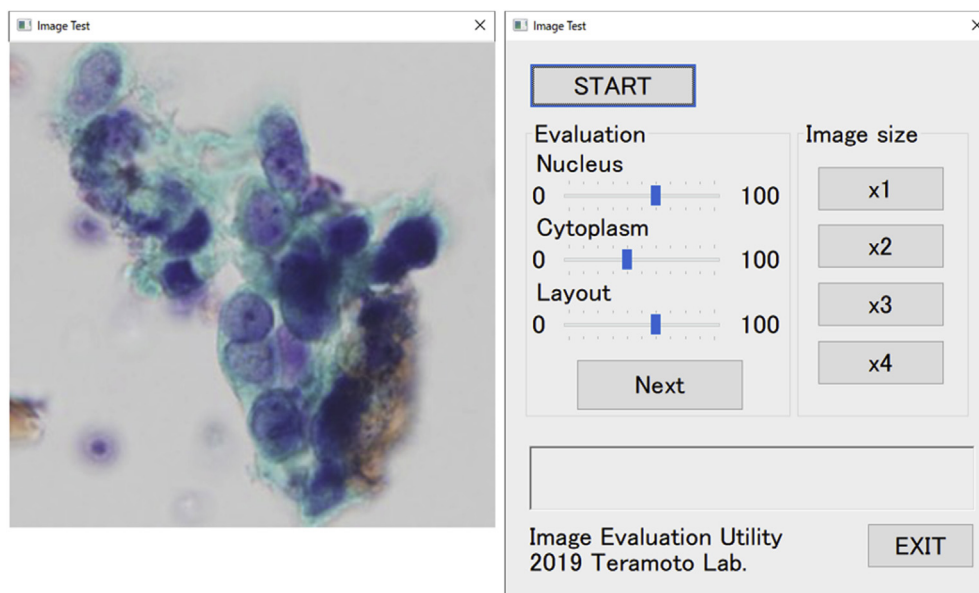 Image Test
Image Test
START
Evaluation
Nucleus
0 100
Cytoplasm
0 100
Layout
0 100
Next
Image size
x1
x2
x3
x4
Image Evaluation Utility
2019 Teramoto Lab.
EXIT